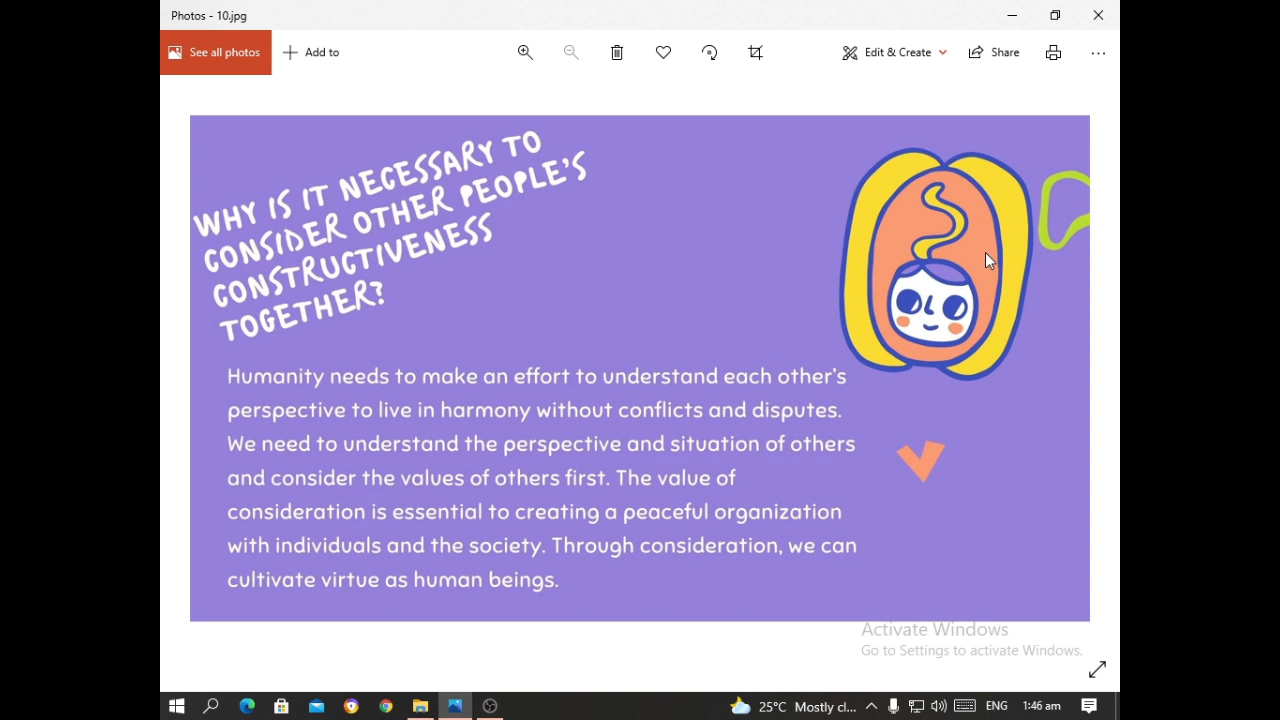 Photos - 10.jpg
See all photos
Add to
Edit & Create
Share
WHY IS IT NECESSARY TO
CONSIDER OTHER PEOPLE'S
CONSTRUCTIVENESS
TOGETHER?
Humanity needs to make an effort to understand each other's
perspective to live in harmony without conflicts and disputes.
We need to understand the perspective and situation of others
and consider the values of others first. The value of
consideration is essential to creating a peaceful organization
with individuals and the society. Through consideration, we can
cultivate virtue as human beings.
Activate Windows
Go to Settings to activate Windows.
25°C Mostly cl...
ENG
1:46 am